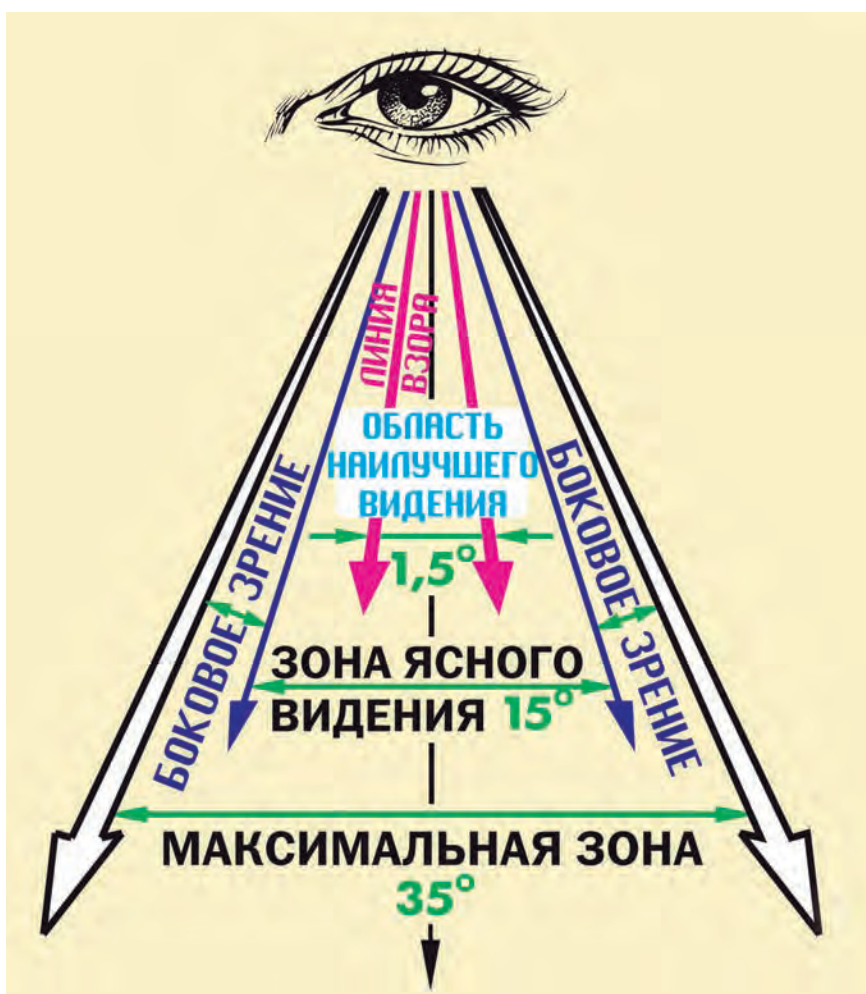 ЛИНИЯ
ВЗОРА
ОБЛАСТЬ
НАИЛУЧШЕГО
ВИДЕНИЯ
1,5°
БОКОВОЕ ЗРЕНИЕ
БОКОВОЕ ЗРЕНИЕ
ЗОНА ЯСНОГО
ВИДЕНИЯ 15°
МАКСИМАЛЬНАЯ ЗОНА
35°